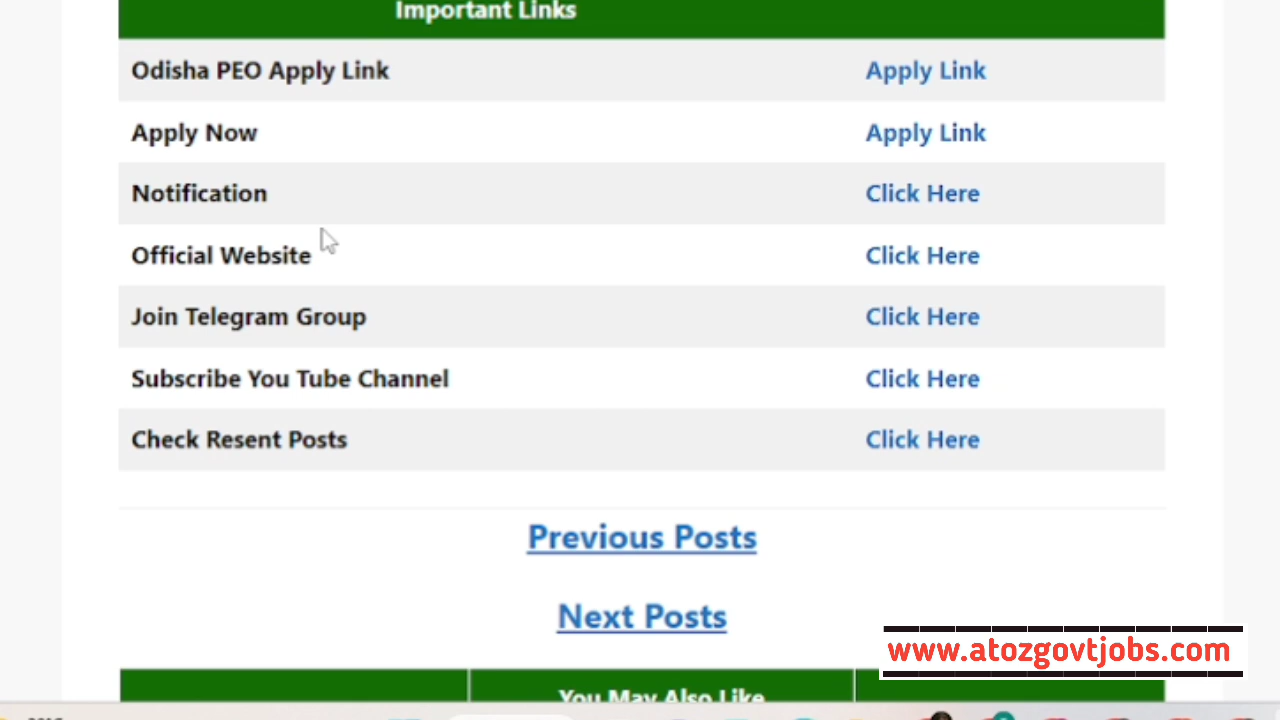 Important Links
Odisha PEO Apply Link Apply Link
Apply Now Apply Link
Notification Click Here
Official Website Click Here
Join Telegram Group Click Here
Subscribe You Tube Channel Click Here
Check Resent Posts Click Here
Previous Posts
Next Posts
www.atozgovtjobs.com
You May Also Like